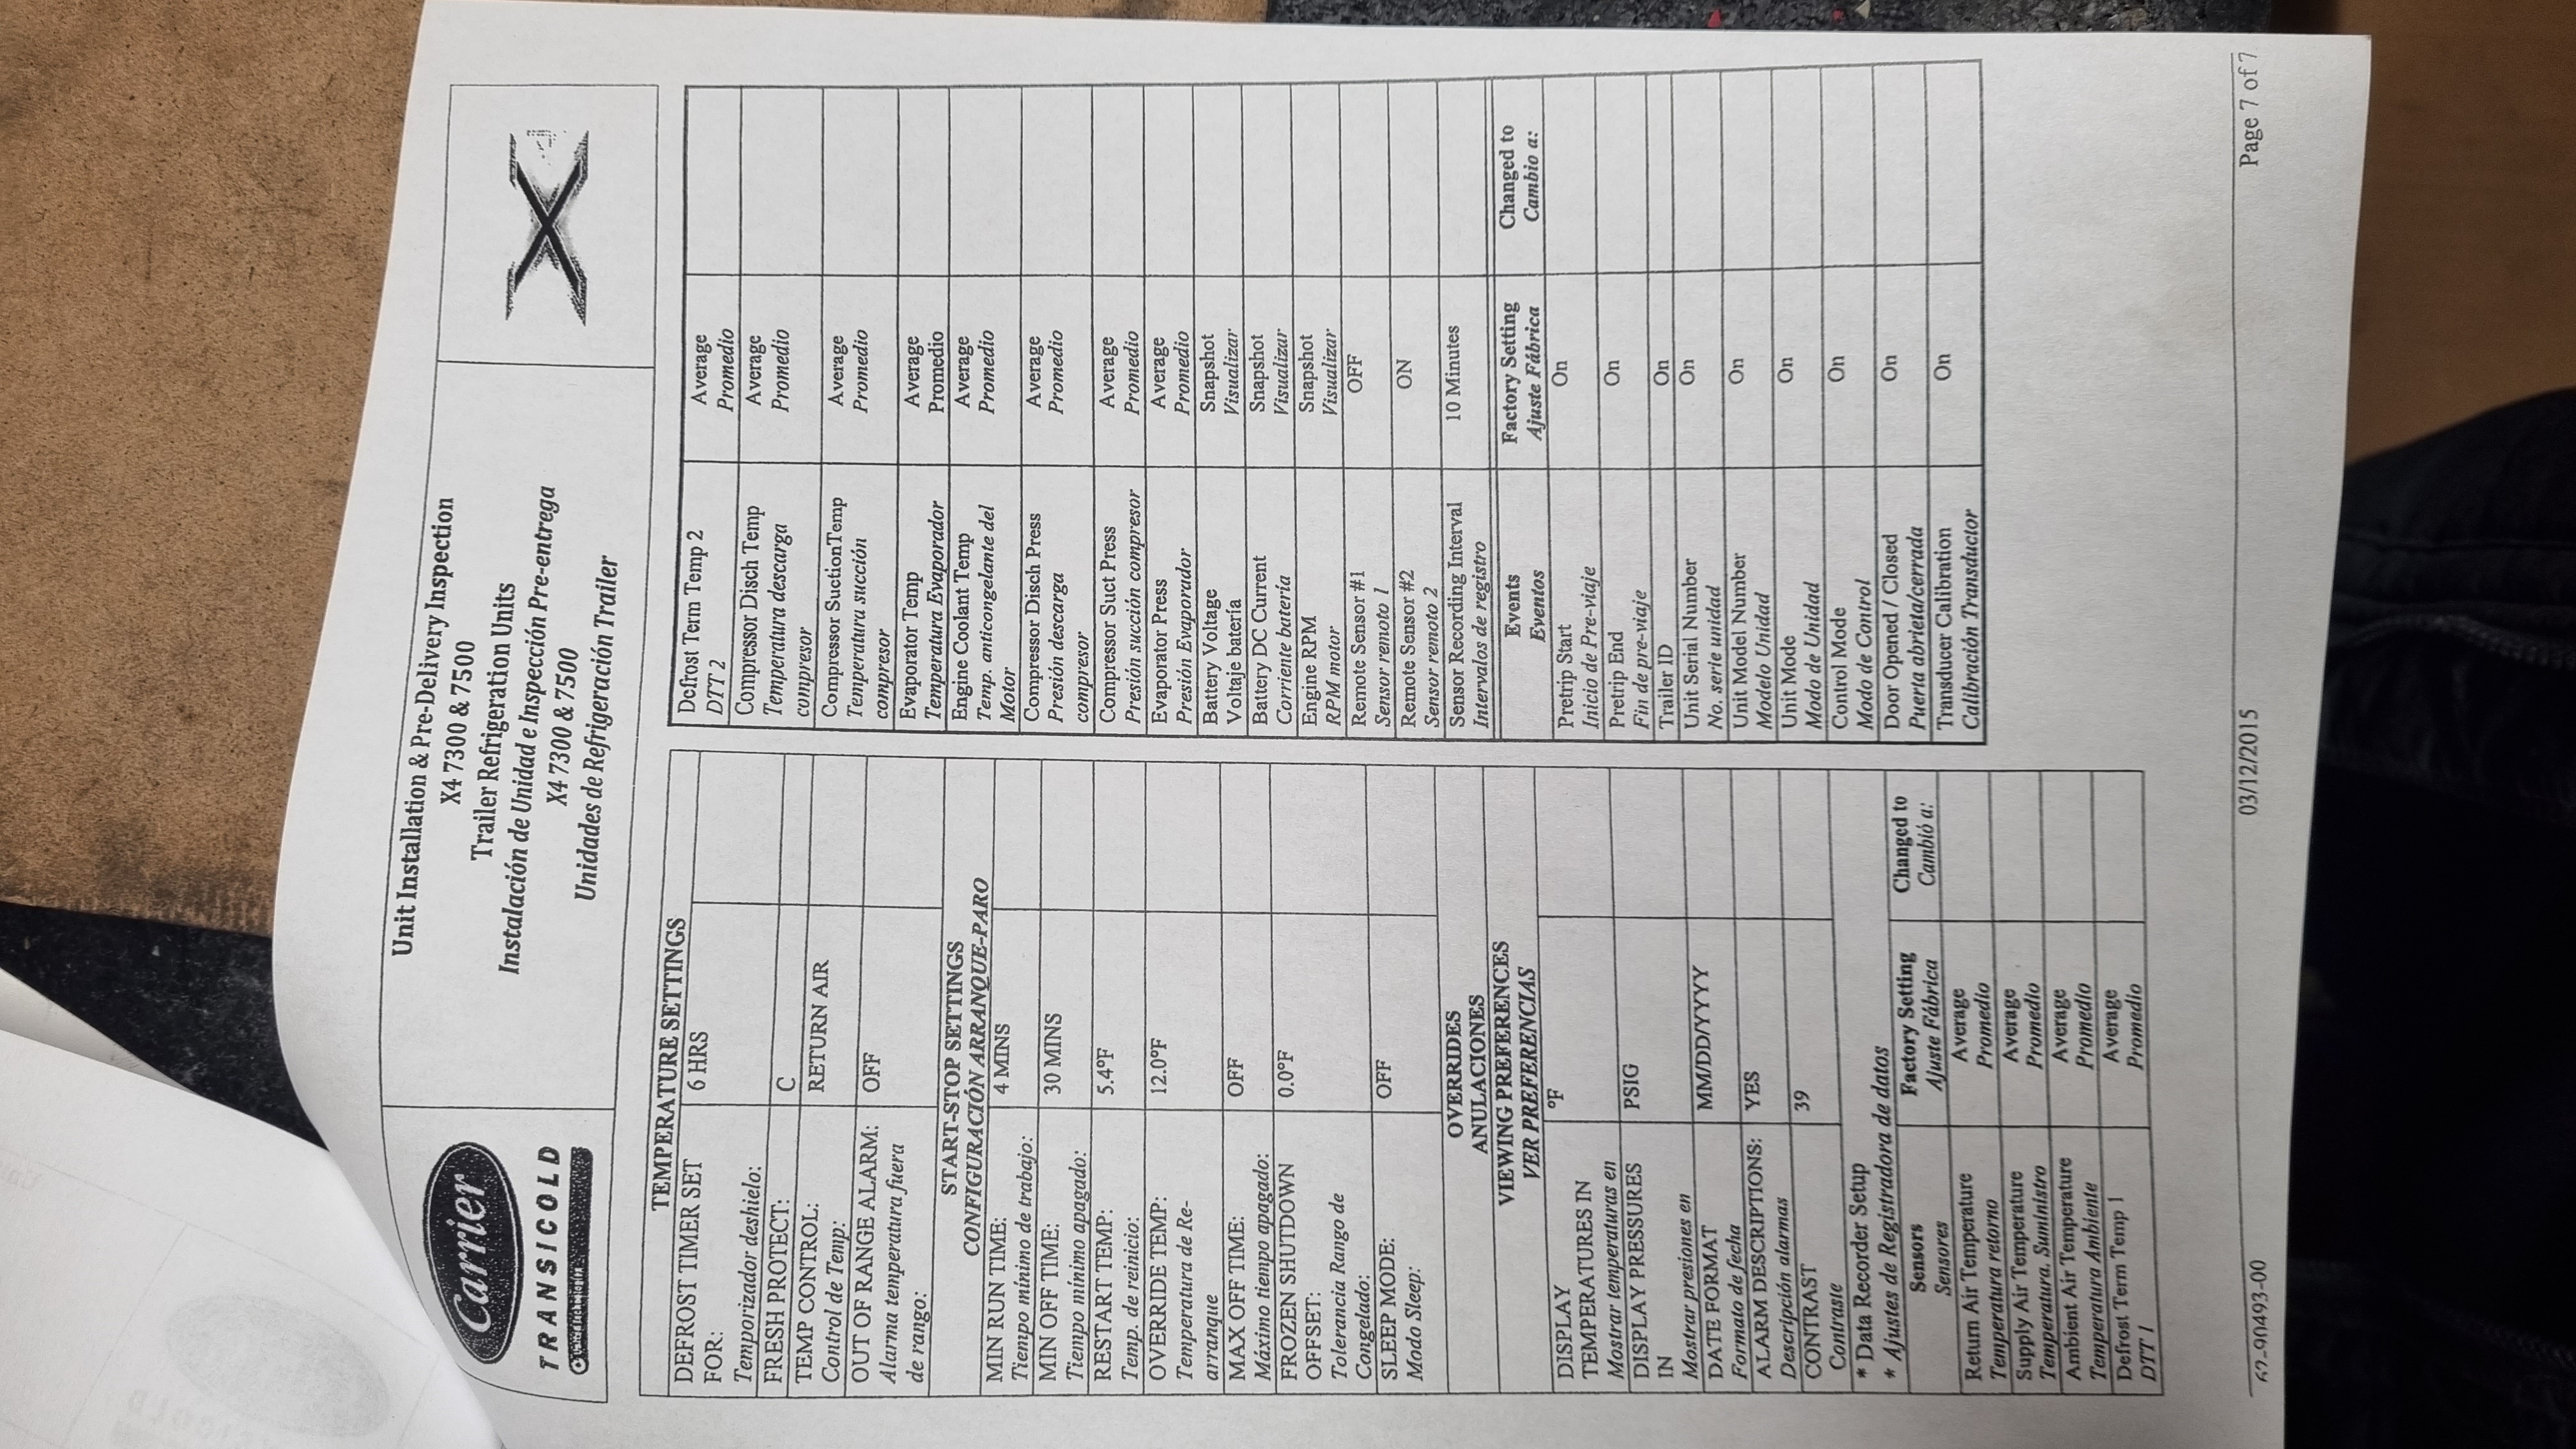 Carrier
TRANSICOLD
United Technologies
Unit Installation & Pre-Delivery Inspection
X4 7300 & 7500
Trailer Refrigeration Units
Instalación de Unidad e Inspección Pre-entrega
X4 7300 & 7500
Unidades de Refrigeración Trailer
X4
TEMPERATURE SETTINGS
DEFROST TIMER SET 6 HRS
FOR:
Temporizador deshielo:
FRESH PROTECT: C
TEMP CONTROL: RETURN AIR
Control de Temp:
OUT OF RANGE ALARM: OFF
Alarma temperatura fuera
de rango:
START-STOP SETTINGS
CONFIGURACIÓN ARRANQUE-PARO
MIN RUN TIME: 4 MINS
Tiempo mínimo de trabajo:
MIN OFF TIME: 30 MINS
Tiempo mínimo apagado:
RESTART TEMP: 5.4ºF
Temp. de reinicio:
OVERRIDE TEMP: 12.0ºF
Temperatura de Re-
arranque
MAX OFF TIME: OFF
Máximo tiempo apagado:
FROZEN SHUTDOWN 0.0ºF
OFFSET:
Tolerancia Rango de
Congelado:
SLEEP MODE: OFF
Modo Sleep:
OVERRIDES
ANULACIONES
VIEWING PREFERENCES
VER PREFERENCIAS
DISPLAY ºF
TEMPERATURES IN
Mostrar temperaturas en
DISPLAY PRESSURES PSIG
IN
Mostrar presiones en
DATE FORMAT MM/DD/YYYY
Formato de fecha
ALARM DESCRIPTIONS: YES
Descripción alarmas
CONTRAST 39
Contraste
* Data Recorder Setup
* Ajustes de Registradora de datos
Sensors Factory Setting Changed to
Sensores Ajuste Fábrica Cambió a:
Return Air Temperature Average
Temperatura retorno Promedio
Supply Air Temperature Average
Temperatura. Suministro Promedio
Ambient Air Temperature Average
Temperatura Ambiente Promedio
Defrost Term Temp 1 Average
DTT 1 Promedio
Defrost Term Temp 2 Average
DTT 2 Promedio
Compressor Disch Temp Average
Temperatura descarga Promedio
compresor
Compressor SuctionTemp Average
Temperatura succión Promedio
compresor
Evaporator Temp Average
Temperatura Evaporador Promedio
Engine Coolant Temp Average
Temp. anticongelante del Promedio
Motor
Compressor Disch Press Average
Presión descarga Promedio
compresor
Compressor Suct Press Average
Presión succión compresor Promedio
Evaporator Press Average
Presión Evaporador Promedio
Battery Voltage Snapshot
Voltaje batería Visualizar
Battery DC Current Snapshot
Corriente batería Visualizar
Engine RPM Snapshot
RPM motor Visualizar
Remote Sensor #1 OFF
Sensor remoto 1
Remote Sensor #2 ON
Sensor remoto 2
Sensor Recording Interval 10 Minutes
Intervalos de registro
Events Factory Setting Changed to
Eventos Ajuste Fábrica Cambio a:
Pretrip Start On
Inicio de Pre-viaje
Pretrip End On
Fin de pre-viaje
Trailer ID On
Unit Serial Number On
No. serie unidad
Unit Model Number On
Modelo Unidad
Unit Mode On
Modo de Unidad
Control Mode On
Modo de Control
Door Opened / Closed On
Puerta abrieta/cerrada
Transducer Calibration On
Calibración Transductor
62-90493-00 03/12/2015 Page 7 of 7